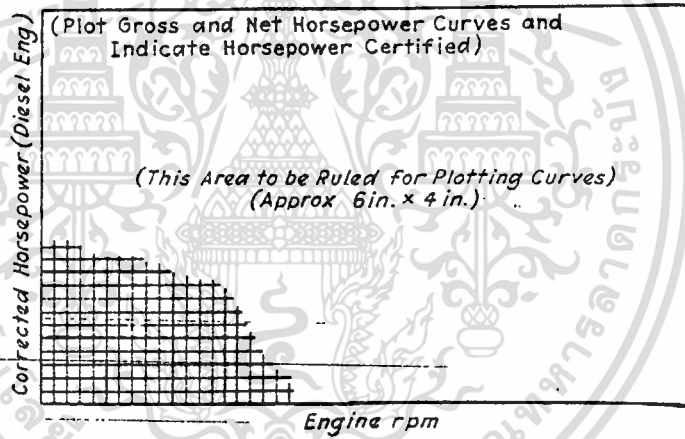 (Plot Gross and Net Horsepower Curves and
Indicate Horsepower Certified)
Corrected Horsepower (Diesel Eng)
(This Area to be Ruled for Plotting Curves)
(Approx 6in. × 4 in.)
Engine rpm